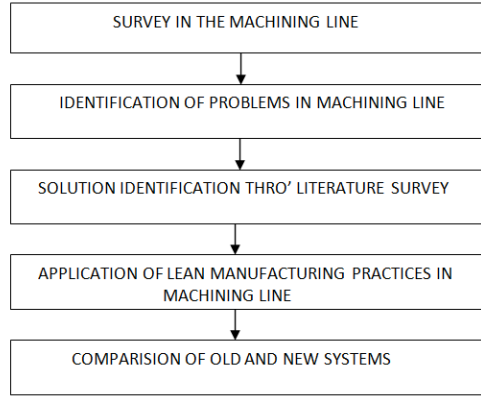 SURVEY IN THE MACHINING LINE
IDENTIFICATION OF PROBLEMS IN MACHINING LINE
SOLUTION IDENTIFICATION THRO' LITERATURE SURVEY
APPLICATION OF LEAN MANUFACTURING PRACTICES IN
MACHINING LINE
COMPARISION OF OLD AND NEW SYSTEMS